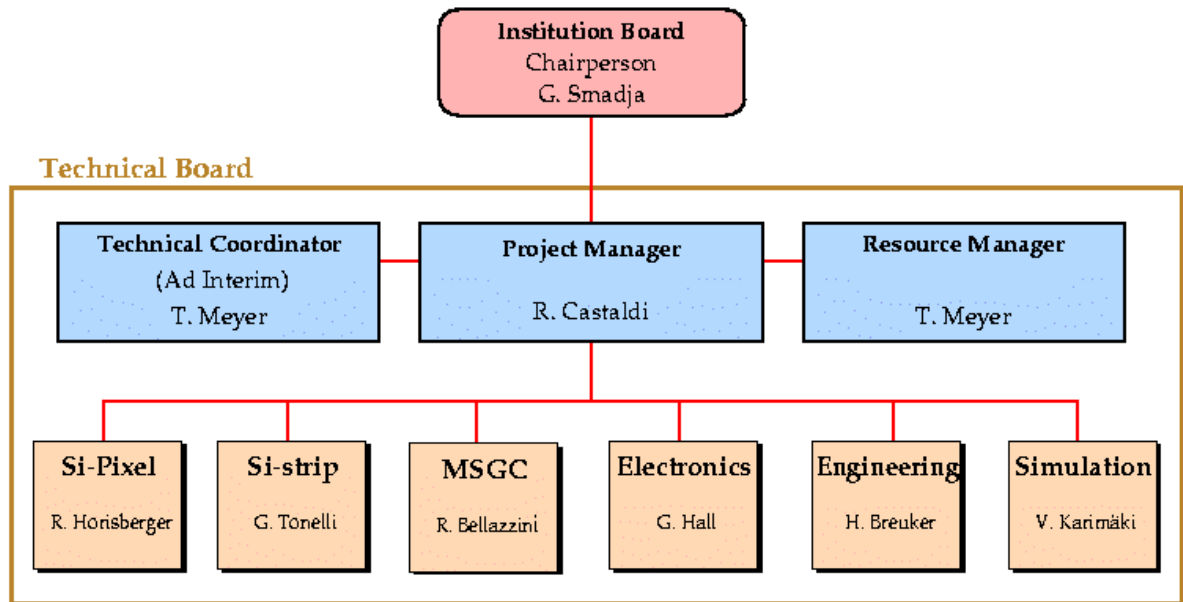 Institution Board
Chairperson
G. Smadja
Technical Board
Technical Coordinator
(Ad Interim)
T. Meyer
Project Manager
R. Castaldi
Resource Manager
T. Meyer
Si-Pixel
R. Horisberger
Si-strip
G. Tonelli
MSGC
R. Bellazzini
Electronics
G. Hall
Engineering
H. Breuker
Simulation
V. Karimäki